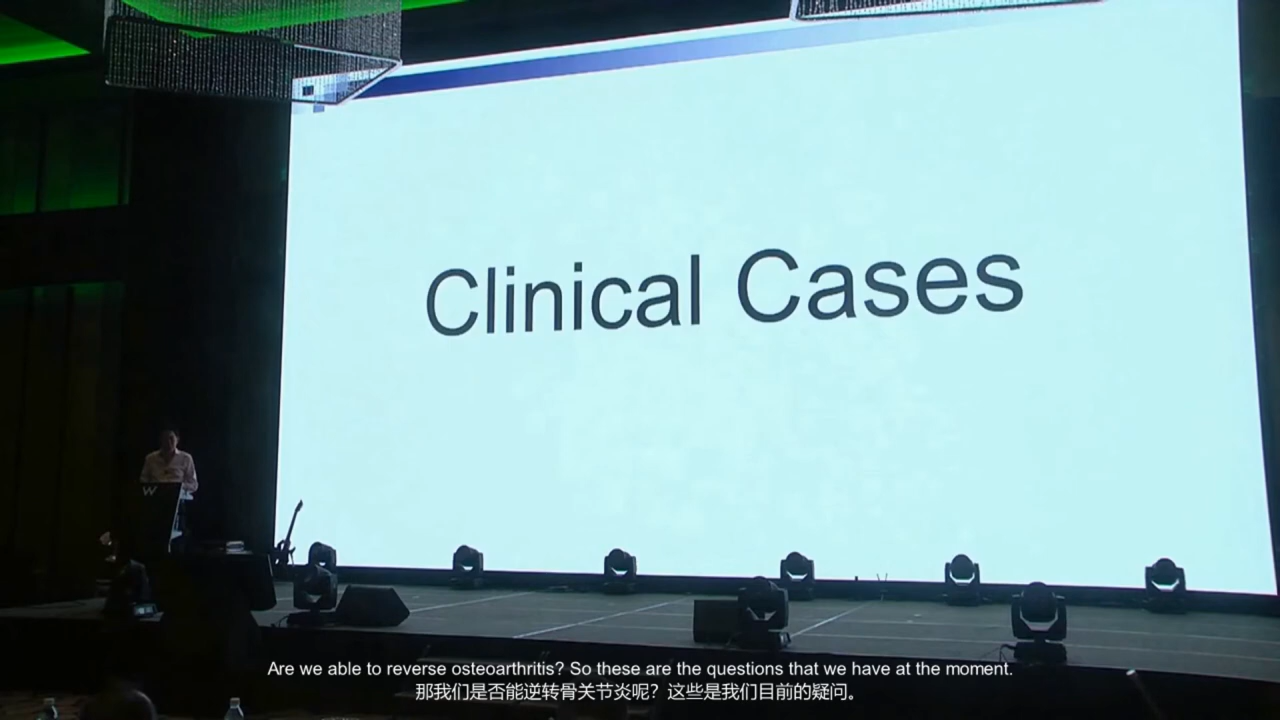 Clinical Cases
W
Are we able to reverse osteoarthritis? So these are the questions that we have at the moment.
那我们是否能逆转骨关节炎呢？这些是我们目前的疑问。